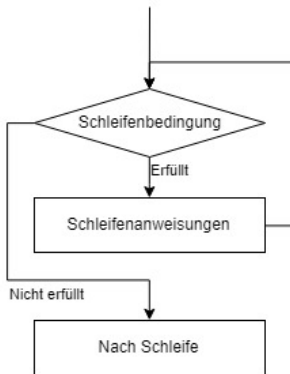 Schleifenbedingung
Erfüllt
Schleifenanweisungen
Nicht erfüllt
Nach Schleife